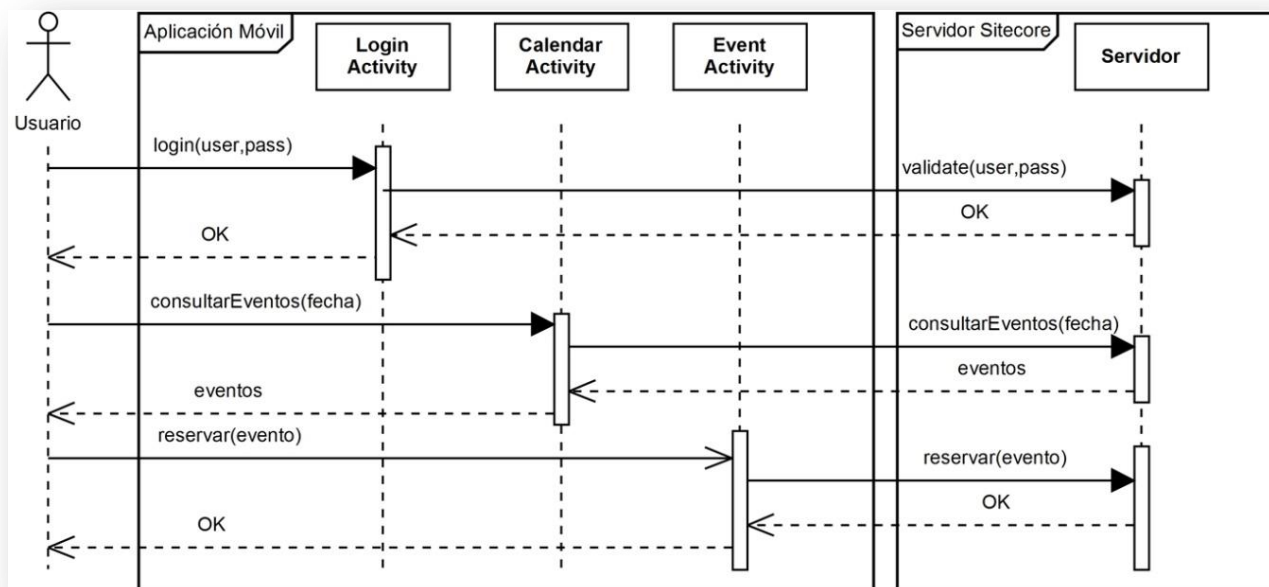 Aplicación Móvil
Servidor Sitecore
Login
Activity
Calendar
Activity
Event
Activity
Servidor
Usuario
login(user,pass)
validate(user,pass)
OK
OK
consultarEventos(fecha)
consultarEventos(fecha)
eventos
eventos
reservar(evento)
reservar(evento)
OK
OK